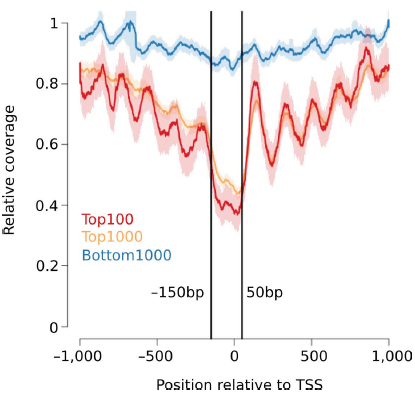 1
0.8
0.6
0.4
0.2
0
Relative coverage
Top100
Top1000
Bottom1000
–150bp
50bp
–1,000
–500
0
500
1,000
Position relative to TSS